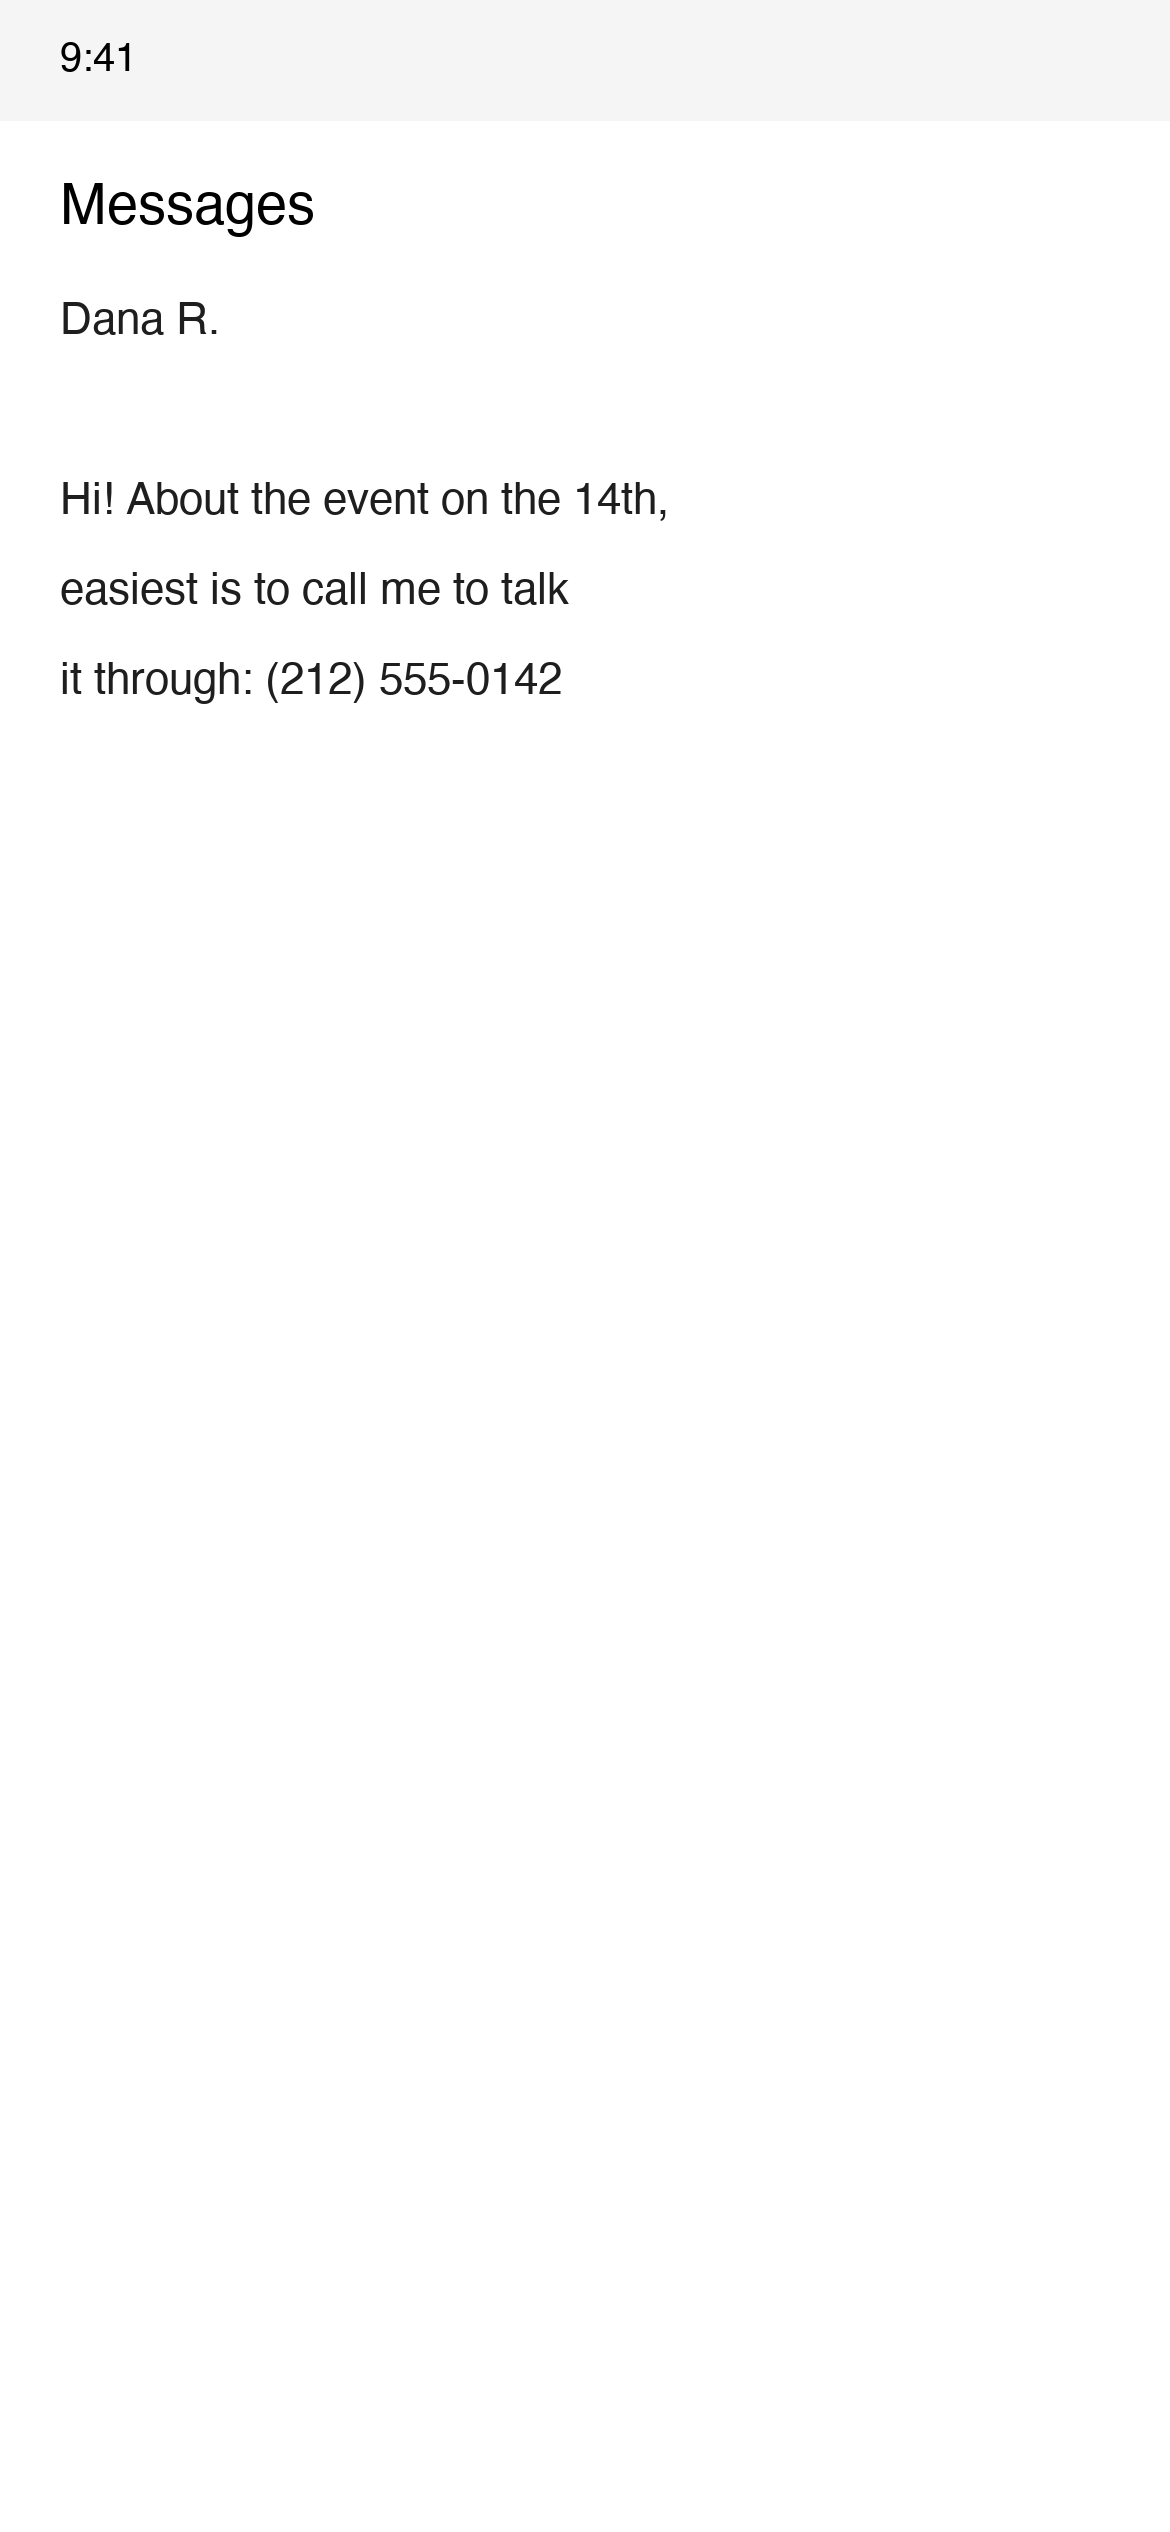 9:41
Messages
Dana R.
Hi! About the event on the 14th,
easiest is to call me to talk
it through: (212) 555-0142